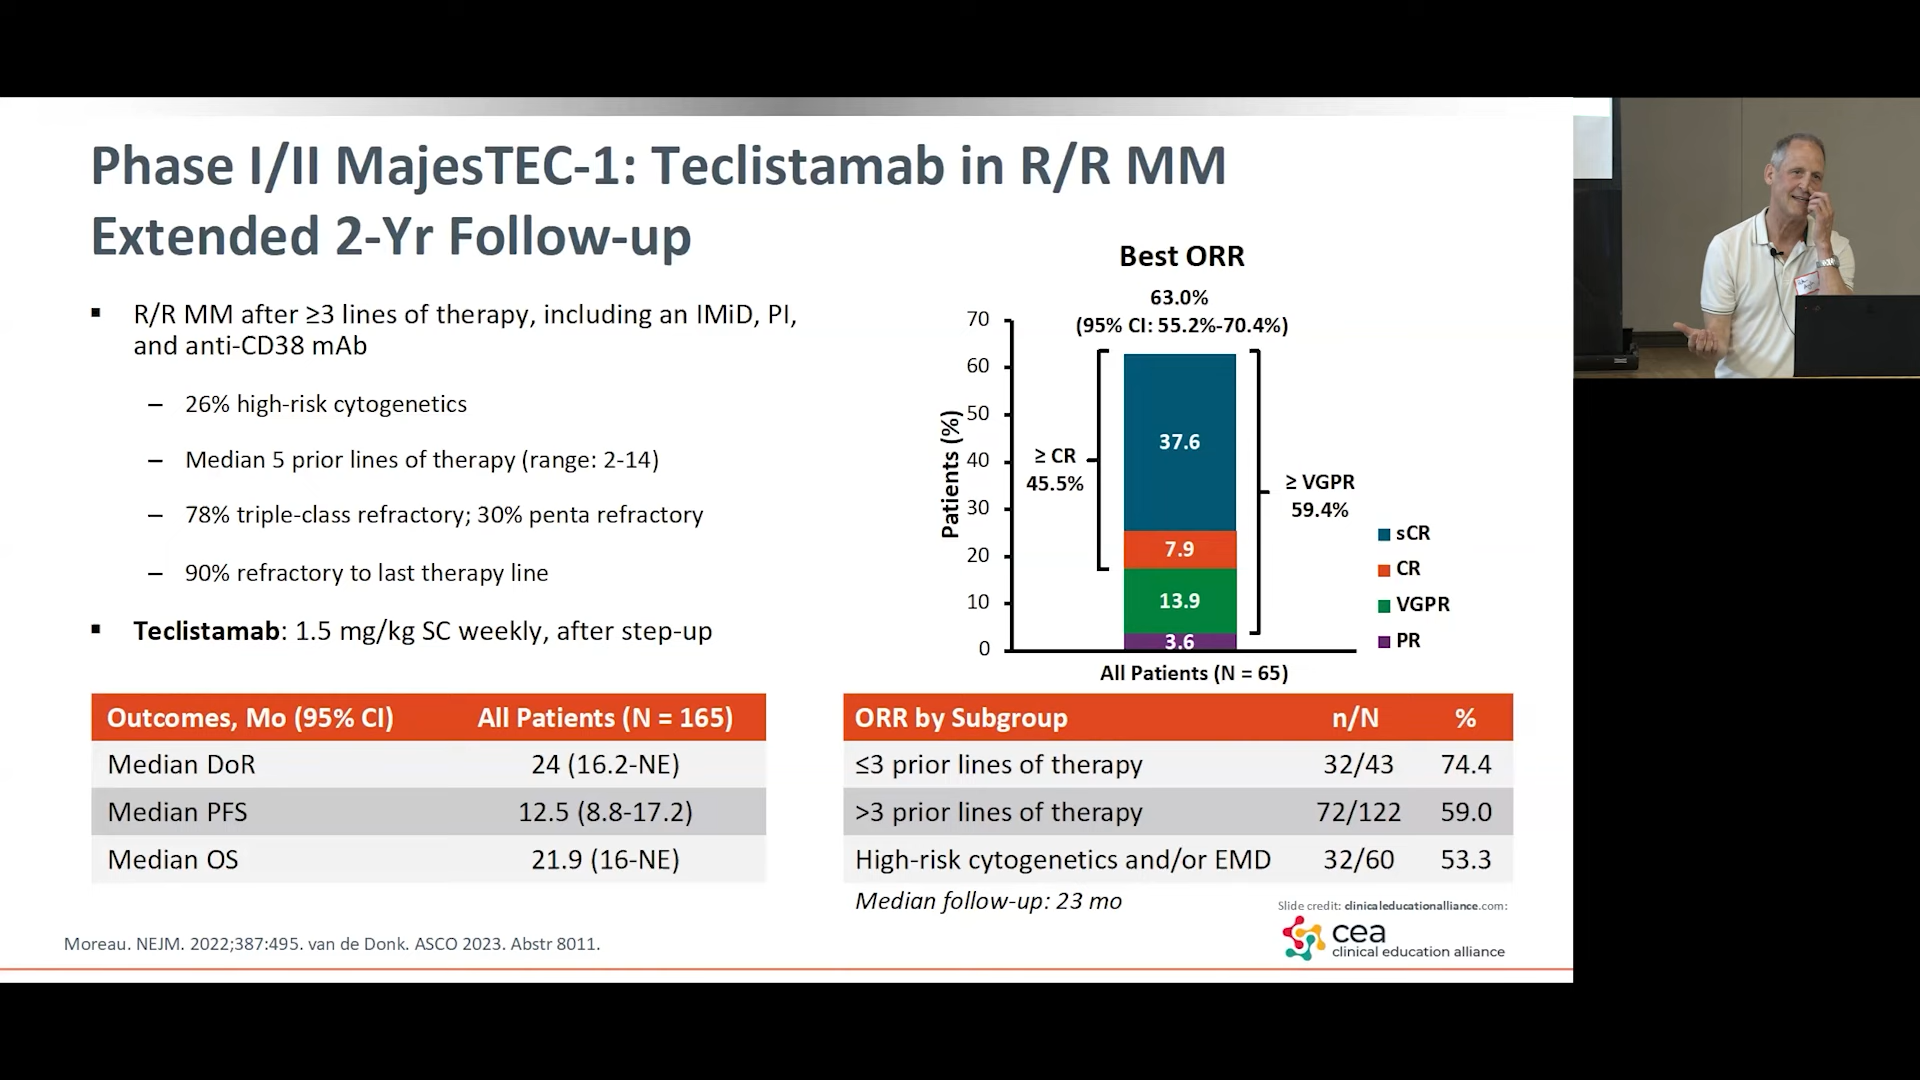 Phase I/II MajesTEC-1: Teclistamab in R/R MM
Extended 2-Yr Follow-up
▪ R/R MM after ≥3 lines of therapy, including an IMiD, PI,
and anti-CD38 mAb
– 26% high-risk cytogenetics
– Median 5 prior lines of therapy (range: 2-14)
– 78% triple-class refractory; 30% penta refractory
– 90% refractory to last therapy line
▪ Teclistamab: 1.5 mg/kg SC weekly, after step-up
Best ORR
63.0%
(95% CI: 55.2%-70.4%)
Patients (%)
70
60
50
40
30
20
10
0
≥ CR
45.5%
37.6
7.9
13.9
3.6
≥ VGPR
59.4%
sCR
CR
VGPR
PR
All Patients (N = 65)
Outcomes, Mo (95% CI) All Patients (N = 165)
Median DoR 24 (16.2-NE)
Median PFS 12.5 (8.8-17.2)
Median OS 21.9 (16-NE)
ORR by Subgroup n/N %
≤3 prior lines of therapy 32/43 74.4
>3 prior lines of therapy 72/122 59.0
High-risk cytogenetics and/or EMD 32/60 53.3
Median follow-up: 23 mo
Slide credit: clinicaleducationalliance.com:
cea
clinical education alliance
Moreau. NEJM. 2022;387:495. van de Donk. ASCO 2023. Abstr 8011.